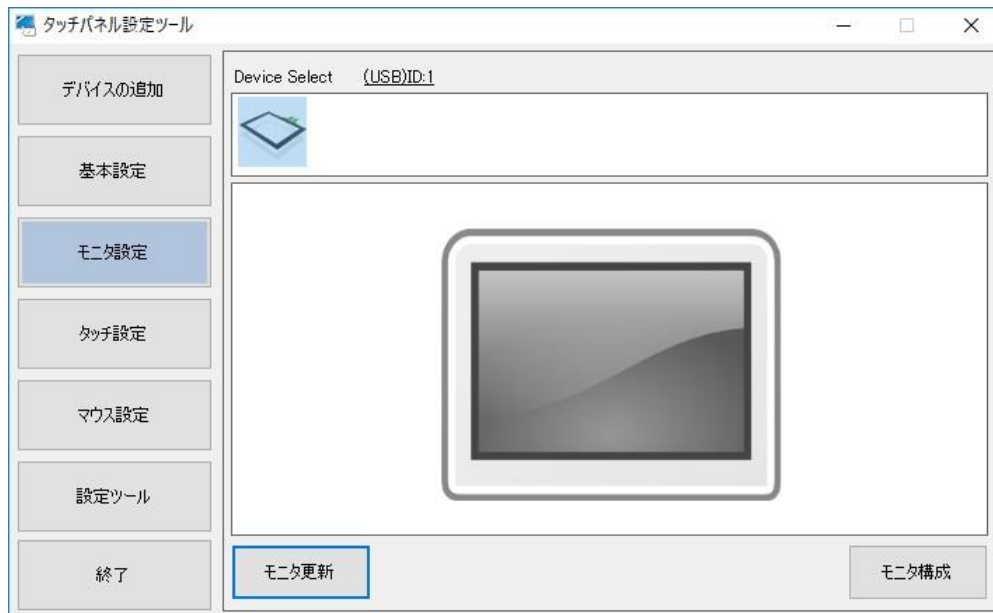 タッチパネル設定ツール
デバイスの追加
基本設定
モニタ設定
タッチ設定
マウス設定
設定ツール
終了
Device Select (USB)ID:1
モニタ更新
モニタ構成